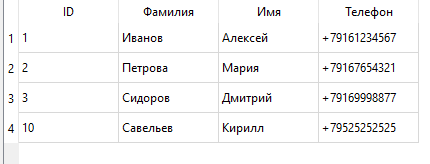 ID Фамилия Имя Телефон
1 1 Иванов Алексей +79161234567
2 2 Петрова Мария +79167654321
3 3 Сидоров Дмитрий +79169998877
4 10 Савельев Кирилл +79525252525